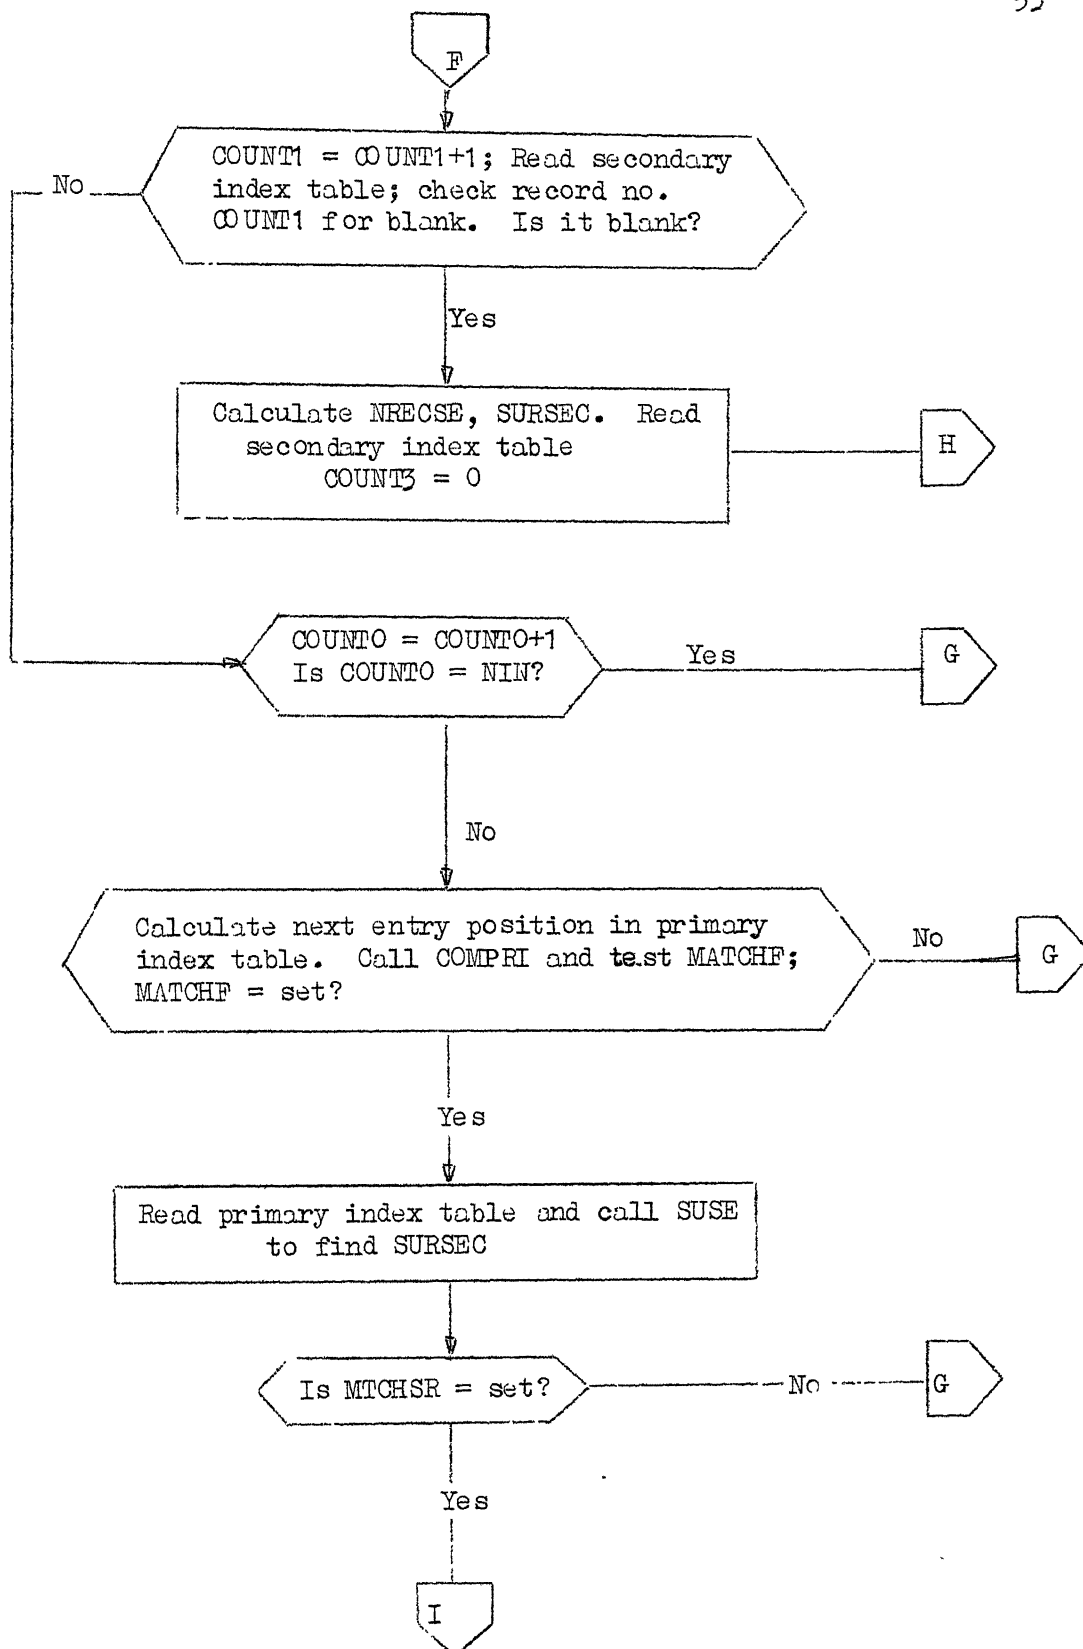 F
COUNT1 = COUNT1+1; Read secondary
index table; check record no.
COUNT1 for blank. Is it blank?
No
Yes
Calculate NRECSE, SURSEC. Read
secondary index table
COUNT3 = 0
H
COUNTO = COUNTO+1
Is COUNTO = NIN?
Yes
G
No
Calculate next entry position in primary
index table. Call COMPRI and test MATCHF;
MATCHF = set?
No
G
Yes
Read primary index table and call SUSE
to find SURSEC
Is MTCHSR = set?
No
G
Yes
I